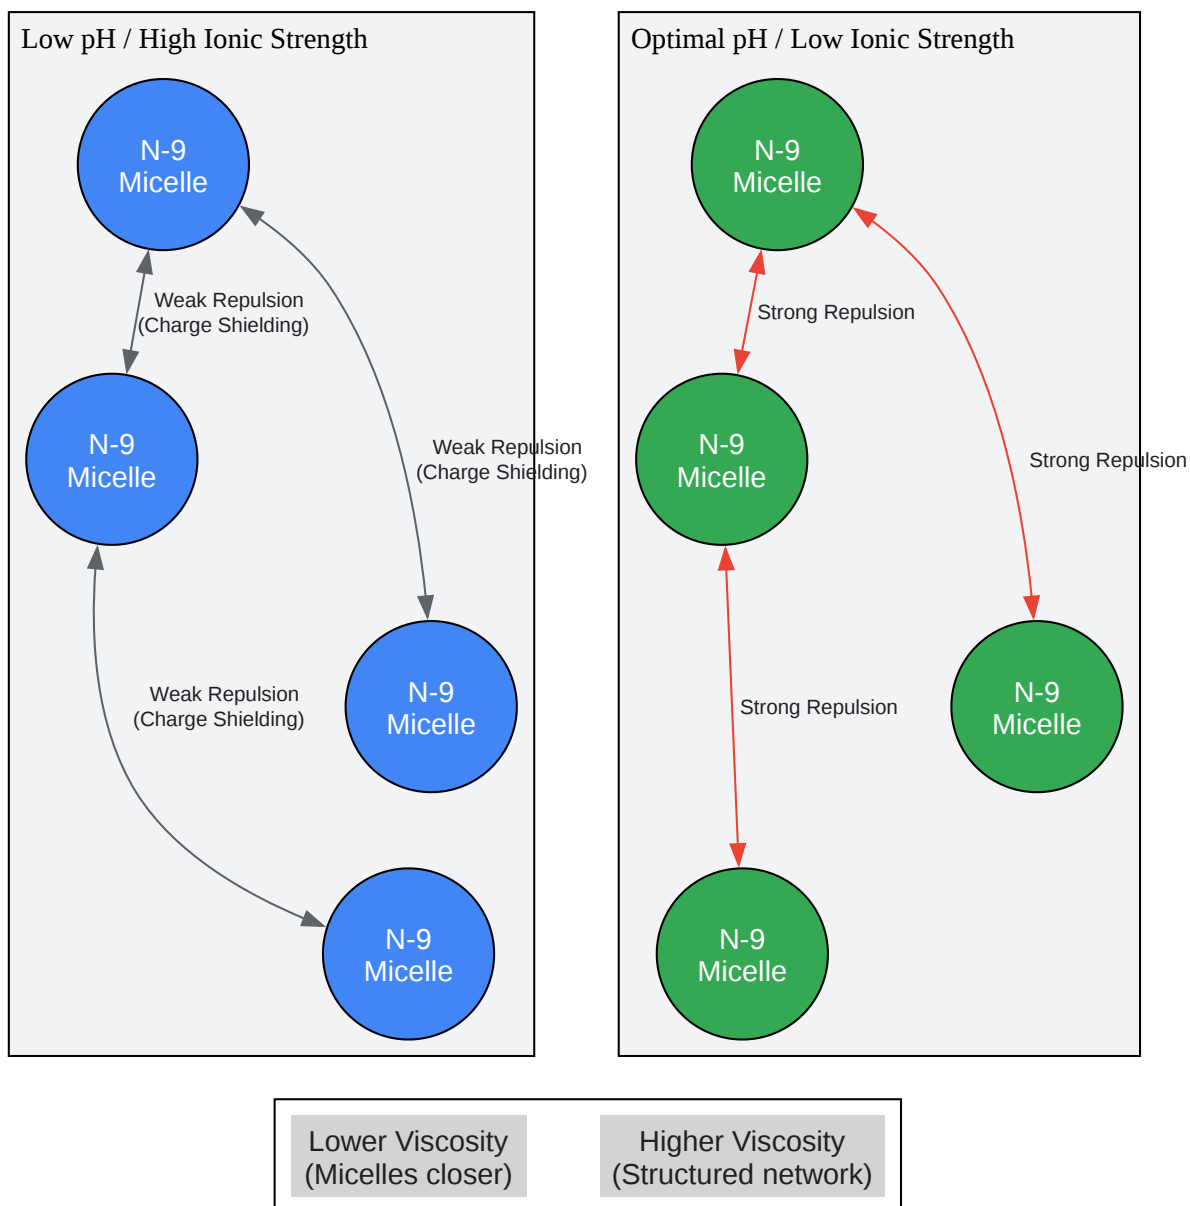 Low pH / High Ionic Strength
N-9
Micelle
Weak Repulsion
(Charge Shielding)
N-9
Micelle
Weak Repulsion
(Charge Shielding)
Weak Repulsion
(Charge Shielding)
N-9
Micelle
N-9
Micelle
Optimal pH / Low Ionic Strength
N-9
Micelle
Strong Repulsion
N-9
Micelle
Strong Repulsion
Strong Repulsion
N-9
Micelle
N-9
Micelle
Lower Viscosity
(Micelles closer)
Higher Viscosity
(Structured network)